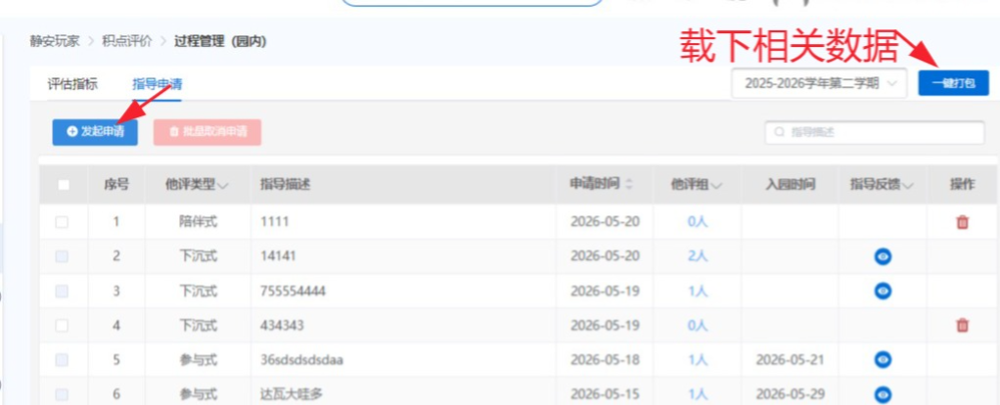 静安玩家 > 积点评价 > 过程管理（园内）
载下相关数据
评估指标 指导申请 2025-2026学年第二学期 一键打包
发起申请 批量取消申请 指导描述
序号 他评类型 指导描述 申请时间 他评组 入园时间 指导反馈 操作
1 陪伴式 1111 2026-05-20 0人
2 下沉式 14141 2026-05-20 2人
3 下沉式 755554444 2026-05-19 1人
4 下沉式 434343 2026-05-19 0人
5 参与式 36sdsdsdsdaa 2026-05-18 1人 2026-05-21
6 参与式 达瓦大哇多 2026-05-15 1人 2026-05-29